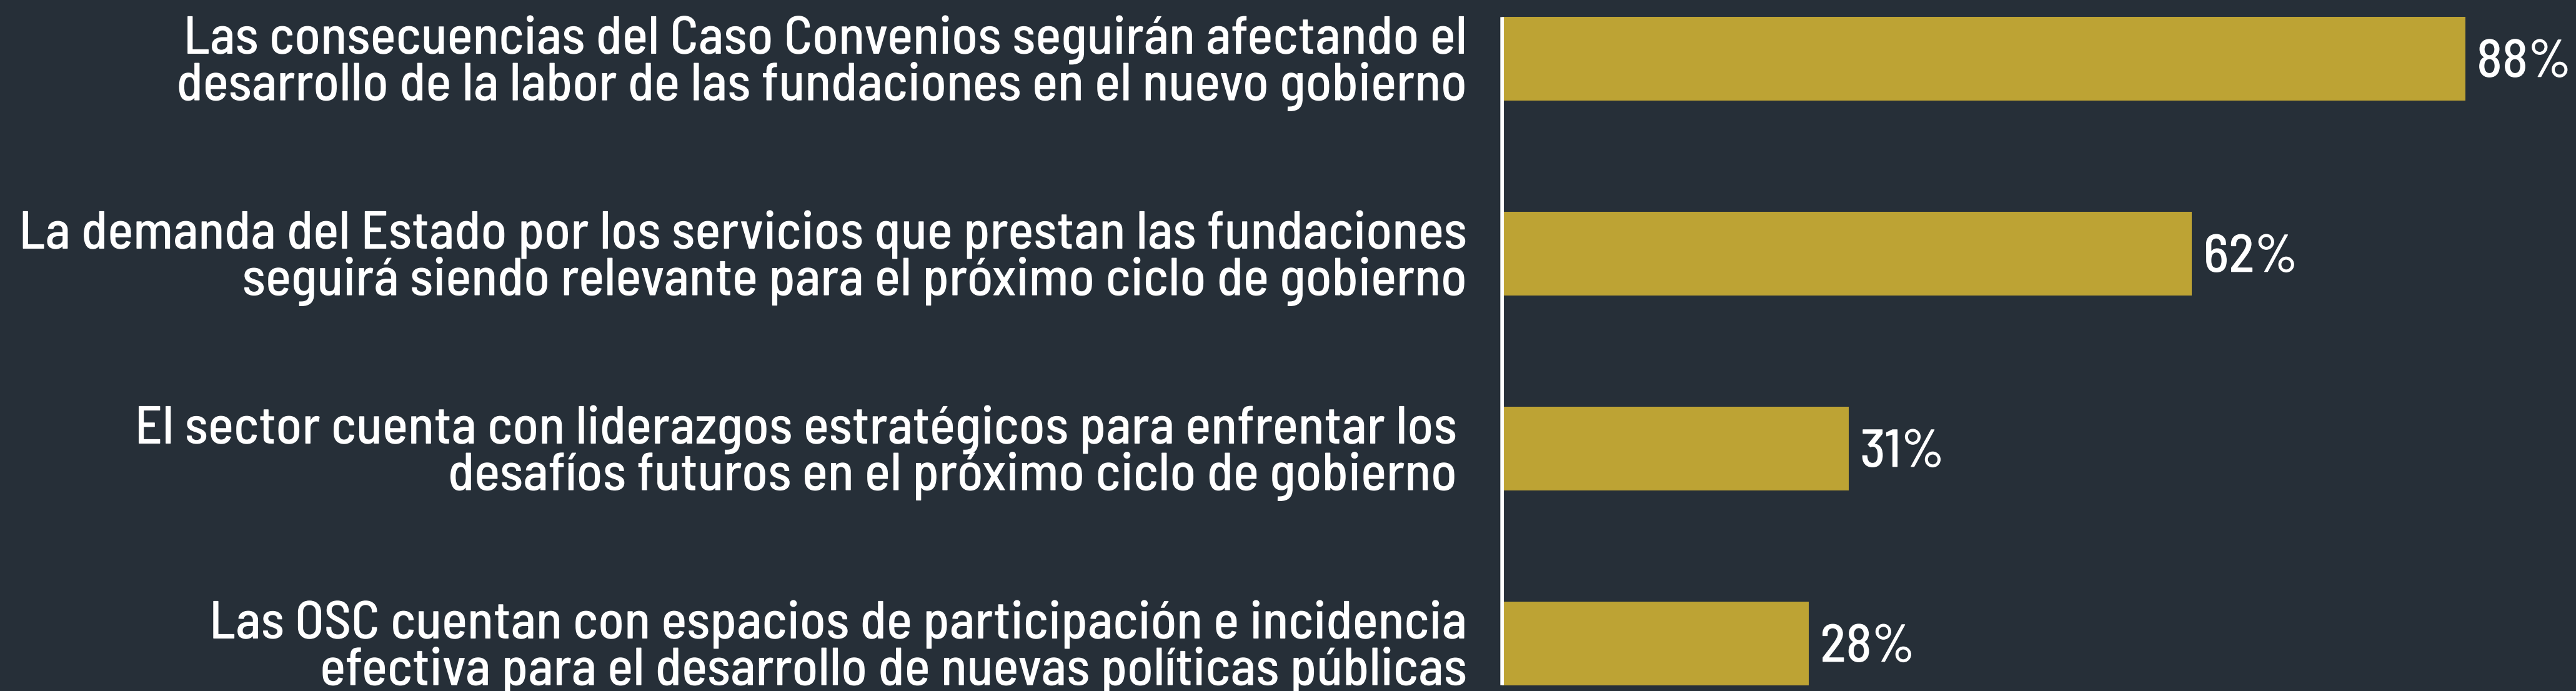 Las consecuencias del Caso Convenios seguirán afectando el
desarrollo de la labor de las fundaciones en el nuevo gobierno
88%
La demanda del Estado por los servicios que prestan las fundaciones
seguirá siendo relevante para el próximo ciclo de gobierno
62%
El sector cuenta con liderazgos estratégicos para enfrentar los
desafíos futuros en el próximo ciclo de gobierno
31%
Las OSC cuentan con espacios de participación e incidencia
efectiva para el desarrollo de nuevas políticas públicas
28%